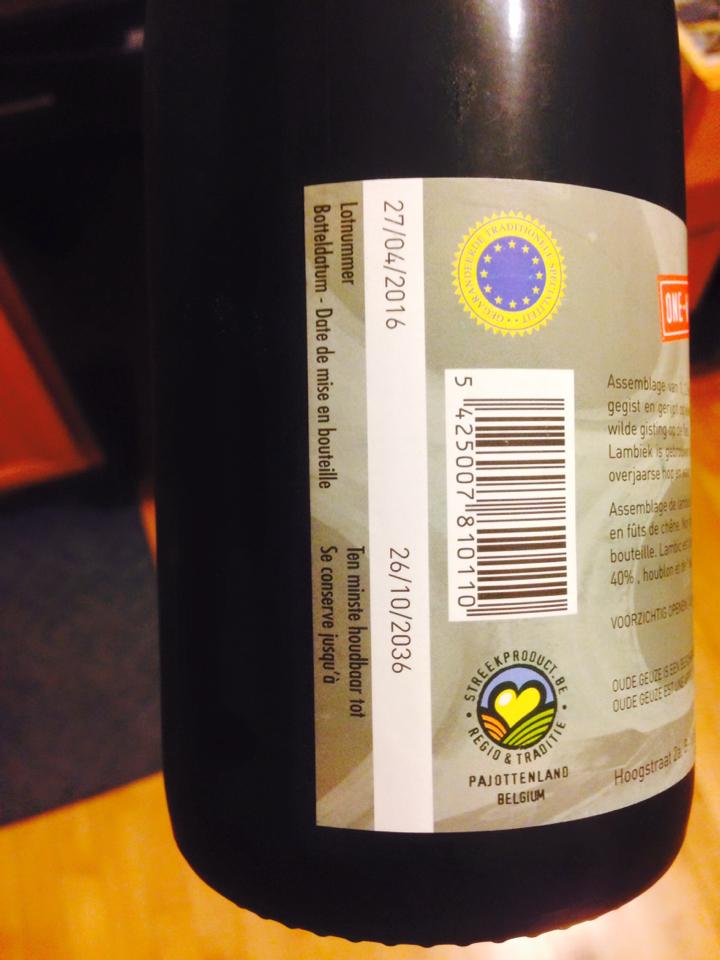 Lotnummer
Botteldatum - Date de mise en bouteille
27/04/2016
Ten minste houdbaar tot
Se conserve jusqu'à
26/10/2036
GEGARANDEERDE TRADITIONELE SPECIALITEIT
5 425007 810110
STREEKPRODUCT.BE
REGIO & TRADITIE
PAJOTTENLAND
BELGIUM
ONE-
Assemblage van
gegist en gerijpt
wilde gisting op de
Lambiek is
overjaarse hop en
Assemblage de
en fûts de chêne.
bouteille. Lambic
40% , houblon et de
VOORZICHTIG OPENEN
OUDE GEUZE IS EEN
OUDE GEUZE EST UNE
Hoogstraat 2a